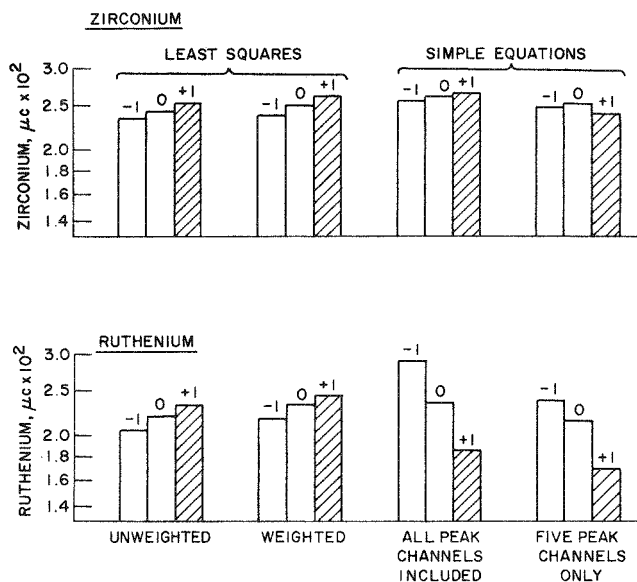 ZIRCONIUM
LEAST SQUARES
SIMPLE EQUATIONS
ZIRCONIUM, μc x 10²
3.0
2.5
2.0
1.8
1.6
1.4
-1 0 +1
-1 0 +1
-1 0 +1
-1 0 +1
RUTHENIUM
RUTHENIUM, μc x 10²
3.0
2.5
2.0
1.8
1.6
1.4
-1 0 +1
-1 0 +1
-1 0 +1
-1 0 +1
UNWEIGHTED
WEIGHTED
ALL PEAK
CHANNELS
INCLUDED
FIVE PEAK
CHANNELS
ONLY